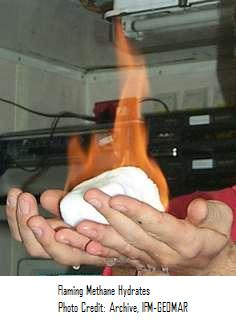 Flaming Methane Hydrates
Photo Credit: Archive, IFM-GEOMAR